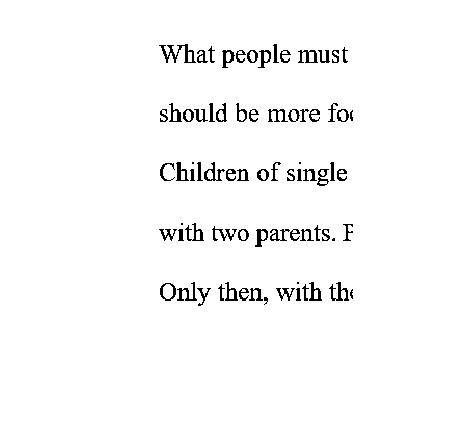 What people must
should be more
Children of single
with two parents.
Only then, with